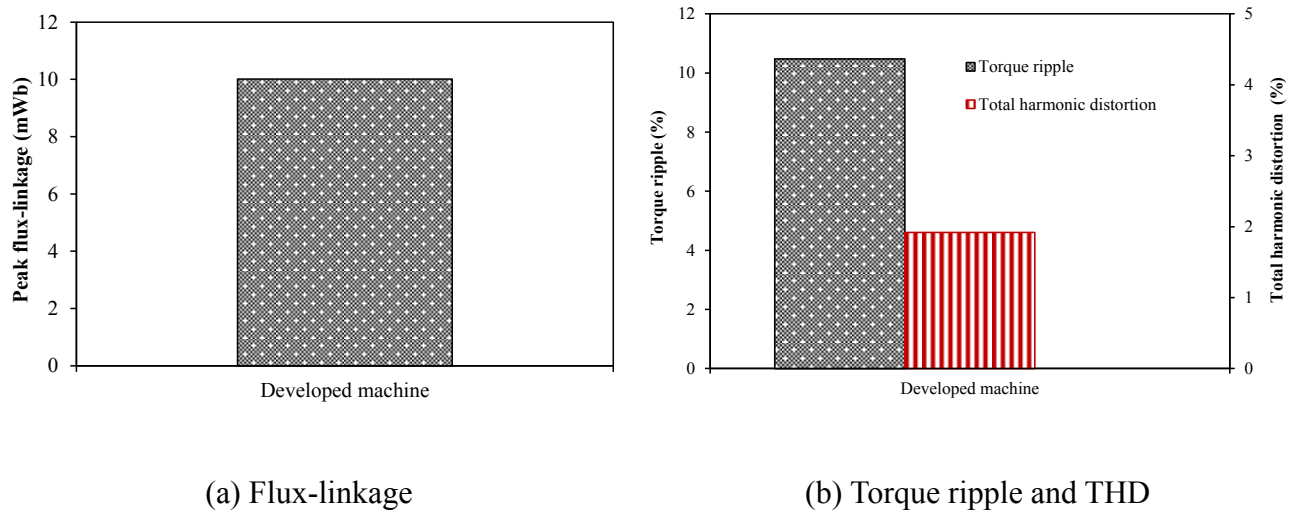 Peak flux-linkage (mWb)
12
10
8
6
4
2
0
Developed machine
(a) Flux-linkage
Torque ripple (%)
12
10
8
6
4
2
0
Torque ripple
Total harmonic distortion
5
4
3
2
1
0
Total harmonic distortion (%)
Developed machine
(b) Torque ripple and THD